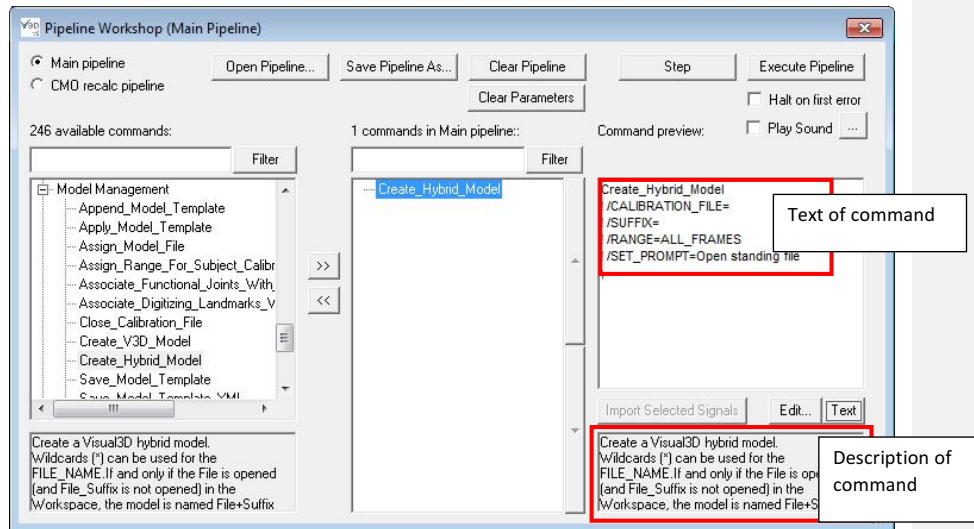 Pipeline Workshop (Main Pipeline)
Main pipeline
CMO recalc pipeline
Open Pipeline...
Save Pipeline As...
Clear Pipeline
Clear Parameters
Step
Execute Pipeline
Halt on first error
Play Sound
...
246 available commands:
Filter
Model Management
Append_Model_Template
Apply_Model_Template
Assign_Model_File
Assign_Range_For_Subject_Calibr
Associate_Functional_Joints_With_
Associate_Digitizing_Landmarks_V
Close_Calibration_File
Create_V3D_Model
Create_Hybrid_Model
Save_Model_Template
Save_Model_Template_XML
Create a Visual3D hybrid model.
Wildcards (*) can be used for the
FILE_NAME.If and only if the File is opened
(and File_Suffix is not opened) in the
Workspace, the model is named File+Suffix
>>
<<
1 commands in Main pipeline::
Filter
Create_Hybrid_Model
Command preview:
Create_Hybrid_Model
! /CALIBRATION_FILE=
! /SUFFIX=
! /RANGE=ALL_FRAMES
! /SET_PROMPT=Open standing file
Text of command
Import Selected Signals
Edit...
Text
Create a Visual3D hybrid model.
Wildcards (*) can be used for the
FILE_NAME.If and only if the File is ope
(and File_Suffix is not opened) in the
Workspace, the model is named File+S
Description of
command